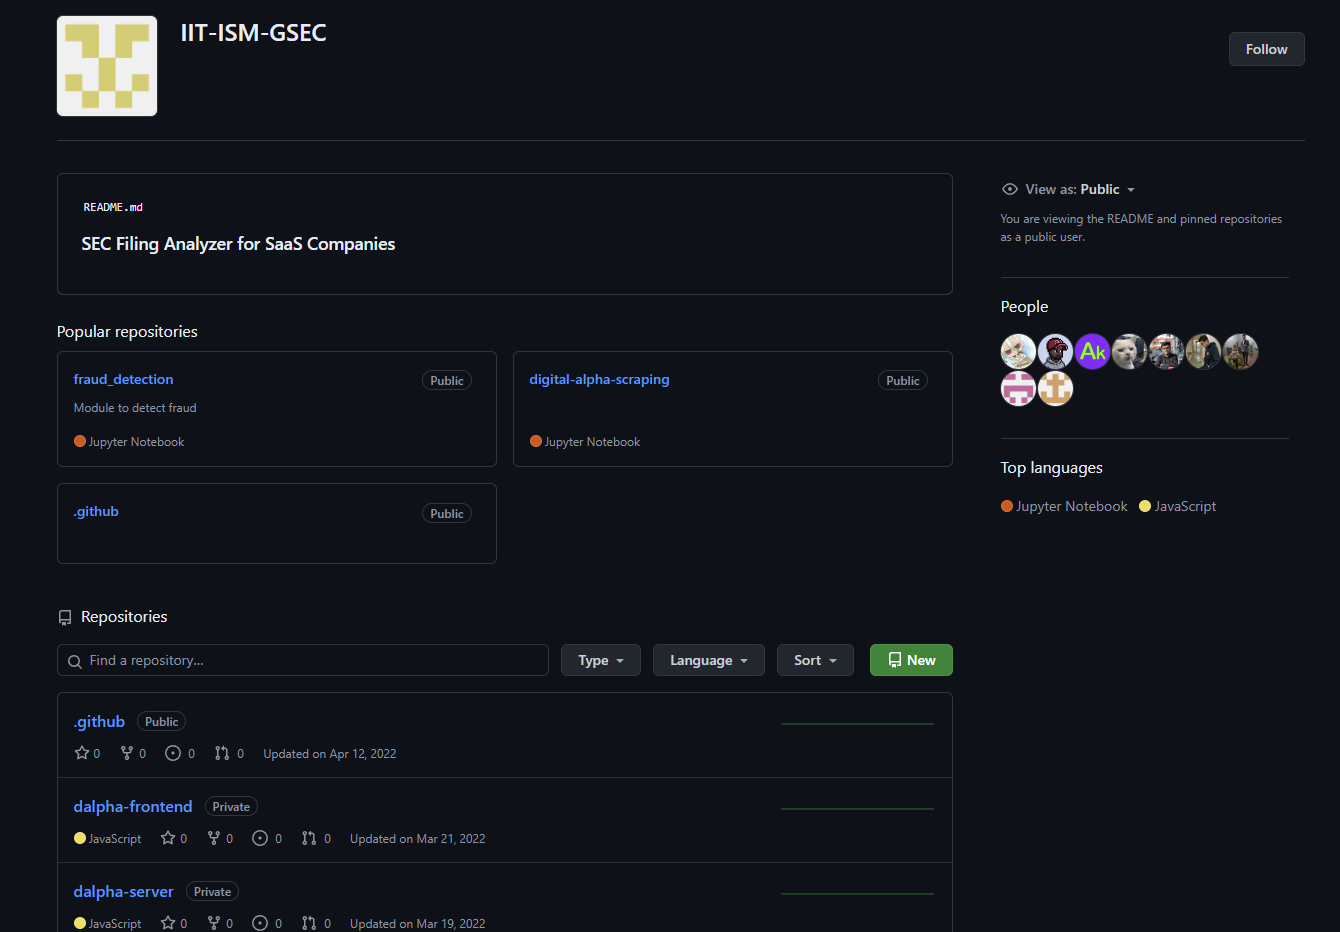 IIT-ISM-GSEC
Follow
README.md
SEC Filing Analyzer for SaaS Companies
Popular repositories
fraud_detection
Public
Module to detect fraud
Jupyter Notebook
digital-alpha-scraping
Public
Jupyter Notebook
.github
Public
Repositories
Find a repository...
Type
Language
Sort
New
.github Public
0 0 0 0 Updated on Apr 12, 2022
dalpha-frontend Private
JavaScript 0 0 0 0 Updated on Mar 21, 2022
dalpha-server Private
JavaScript 0 0 0 0 Updated on Mar 19, 2022
View as: Public
You are viewing the README and pinned repositories
as a public user.
People
Ak
Top languages
Jupyter Notebook JavaScript